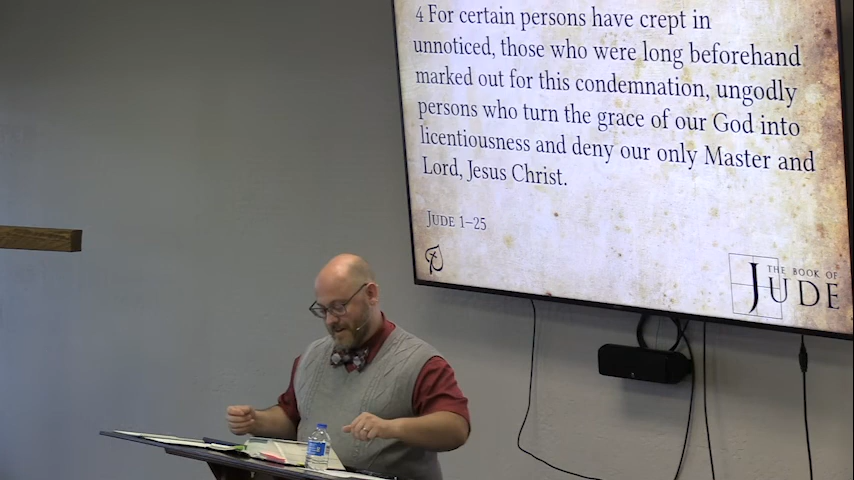 4 For certain persons have crept in
unnoticed, those who were long beforehand
marked out for this condemnation, ungodly
persons who turn the grace of our God into
licentiousness and deny our only Master and
Lord, Jesus Christ.
JUDE 1–25
THE BOOK OF
JUDE